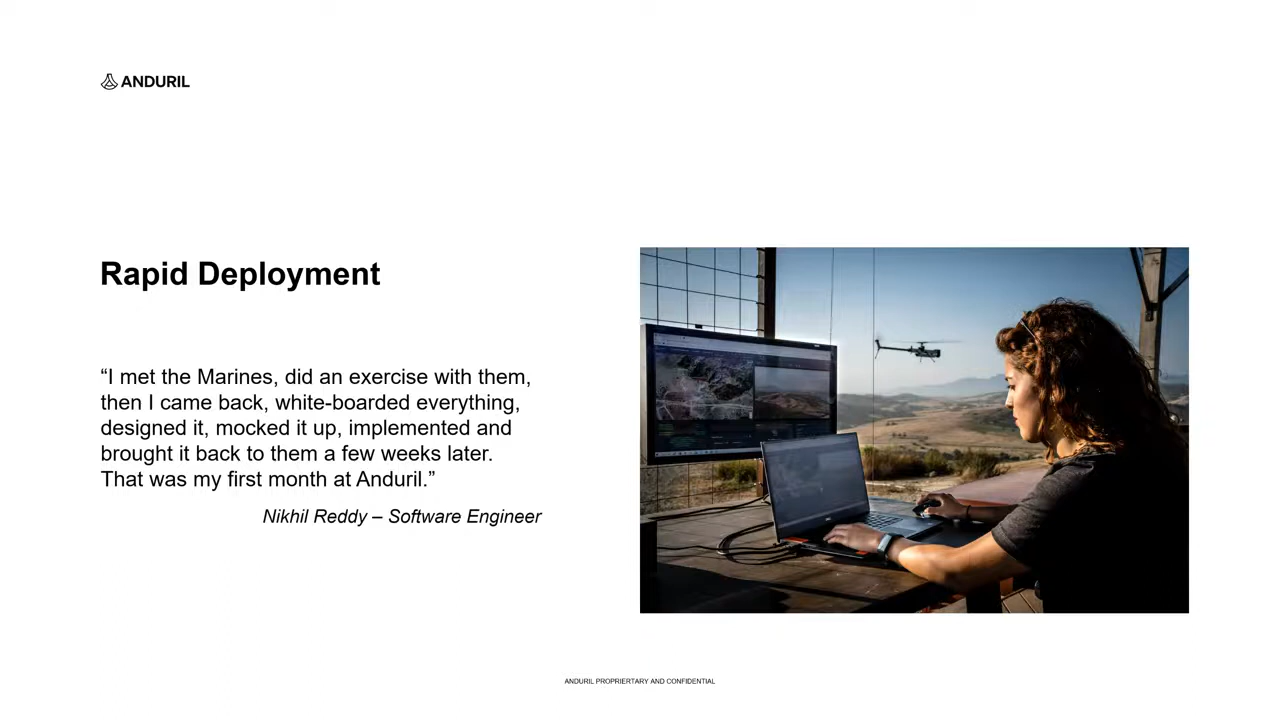 ANDURIL
Rapid Deployment
“I met the Marines, did an exercise with them,
then I came back, white-boarded everything,
designed it, mocked it up, implemented and
brought it back to them a few weeks later.
That was my first month at Anduril.”
Nikhil Reddy – Software Engineer
ANDURIL PROPRIERTARY AND CONFIDENTIAL